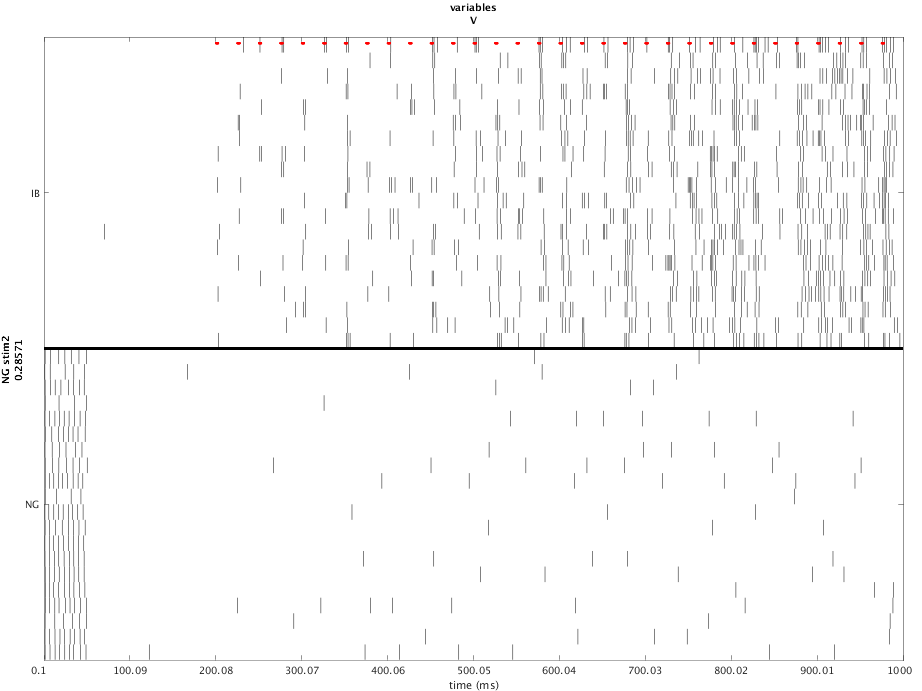 variables
V
IB
NG stim2
0.28571
NG
0.1
100.09
200.08
300.07
400.06
500.05
600.04
700.03
800.02
900.01
1000
time (ms)